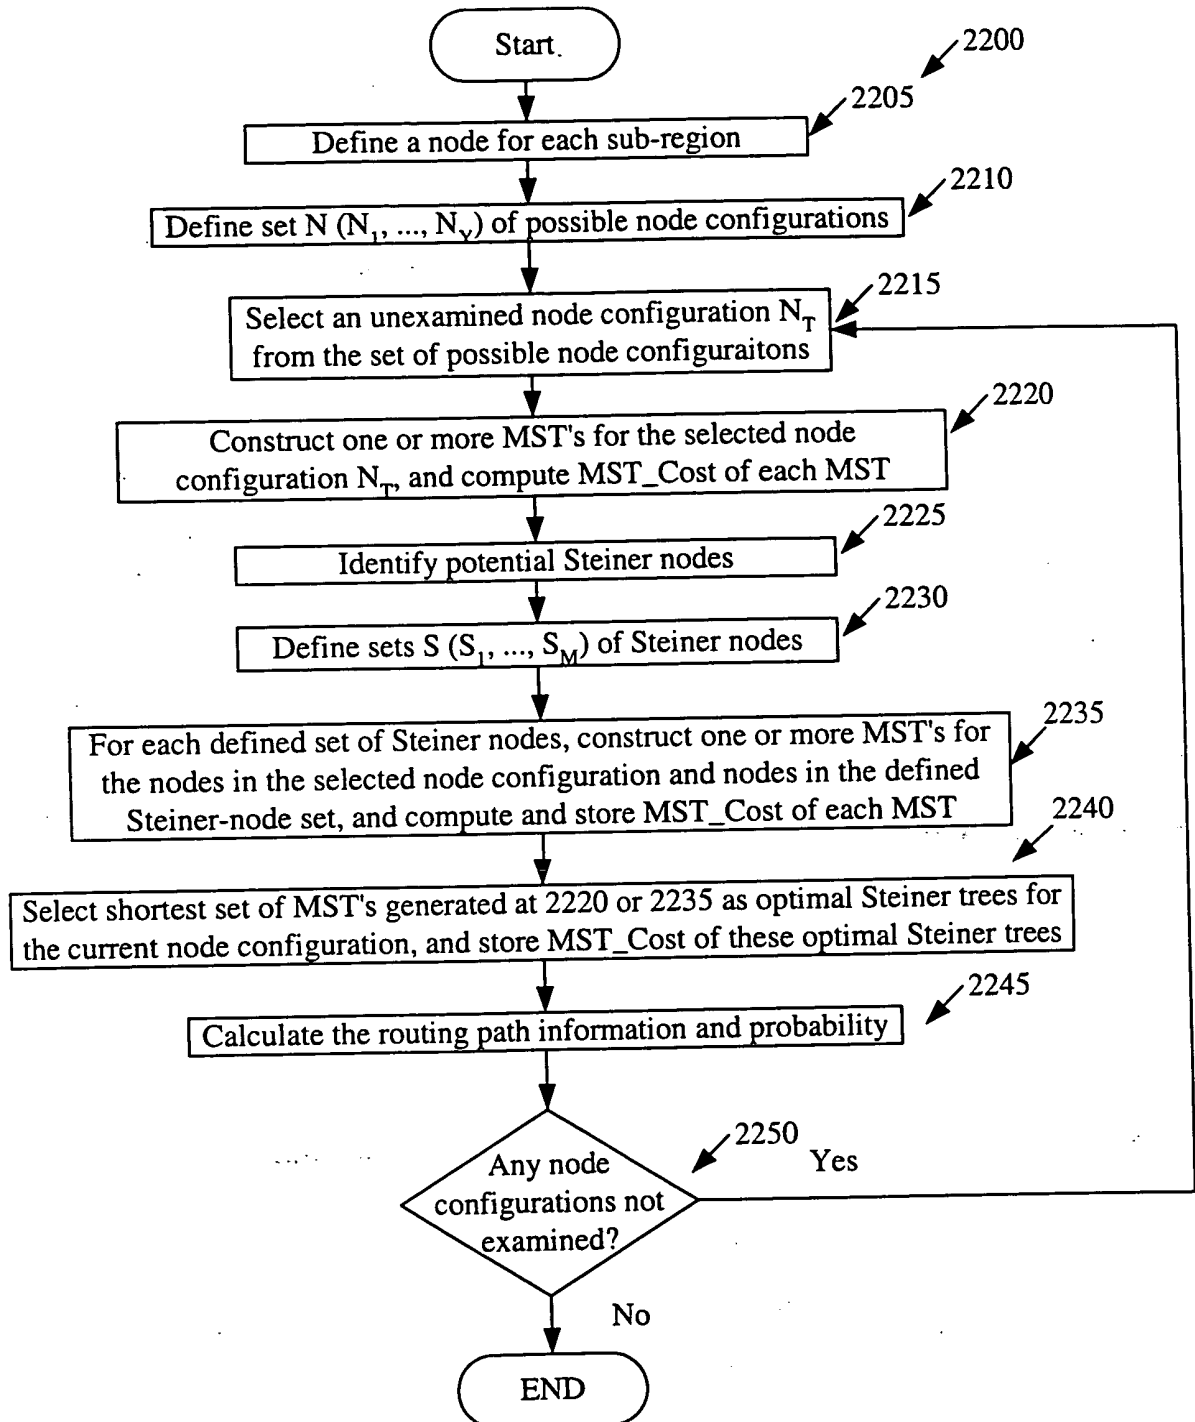 Start
2200
2205
Define a node for each sub-region
2210
Define set N (N1, ..., NY) of possible node configurations
2215
Select an unexamined node configuration NT
from the set of possible node configuraitons
2220
Construct one or more MST's for the selected node
configuration NT, and compute MST_Cost of each MST
2225
Identify potential Steiner nodes
2230
Define sets S (S1, ..., SM) of Steiner nodes
2235
For each defined set of Steiner nodes, construct one or more MST's for
the nodes in the selected node configuration and nodes in the defined
Steiner-node set, and compute and store MST_Cost of each MST
2240
Select shortest set of MST's generated at 2220 or 2235 as optimal Steiner trees for
the current node configuration, and store MST_Cost of these optimal Steiner trees
2245
Calculate the routing path information and probability
2250
Any node
configurations not
examined?
Yes
No
END